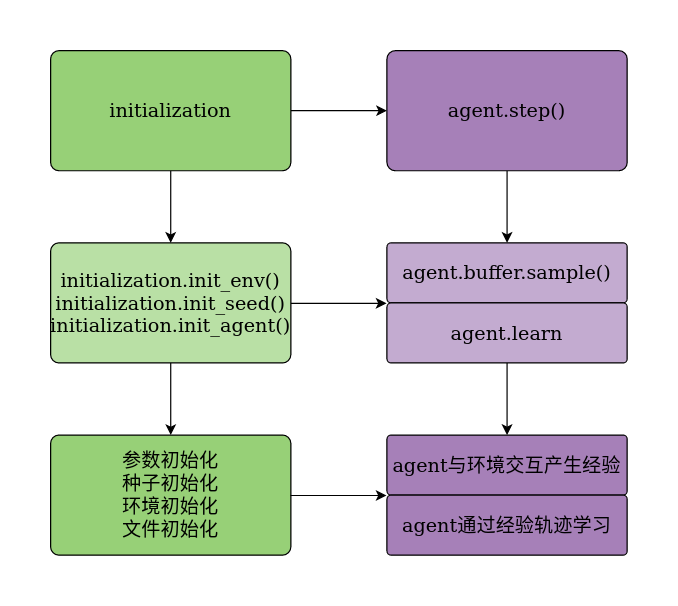 initialization
agent.step()
initialization.init_env()
initialization.init_seed()
initialization.init_agent()
agent.buffer.sample()
agent.learn
参数初始化
种子初始化
环境初始化
文件初始化
agent与环境交互产生经验
agent通过经验轨迹学习